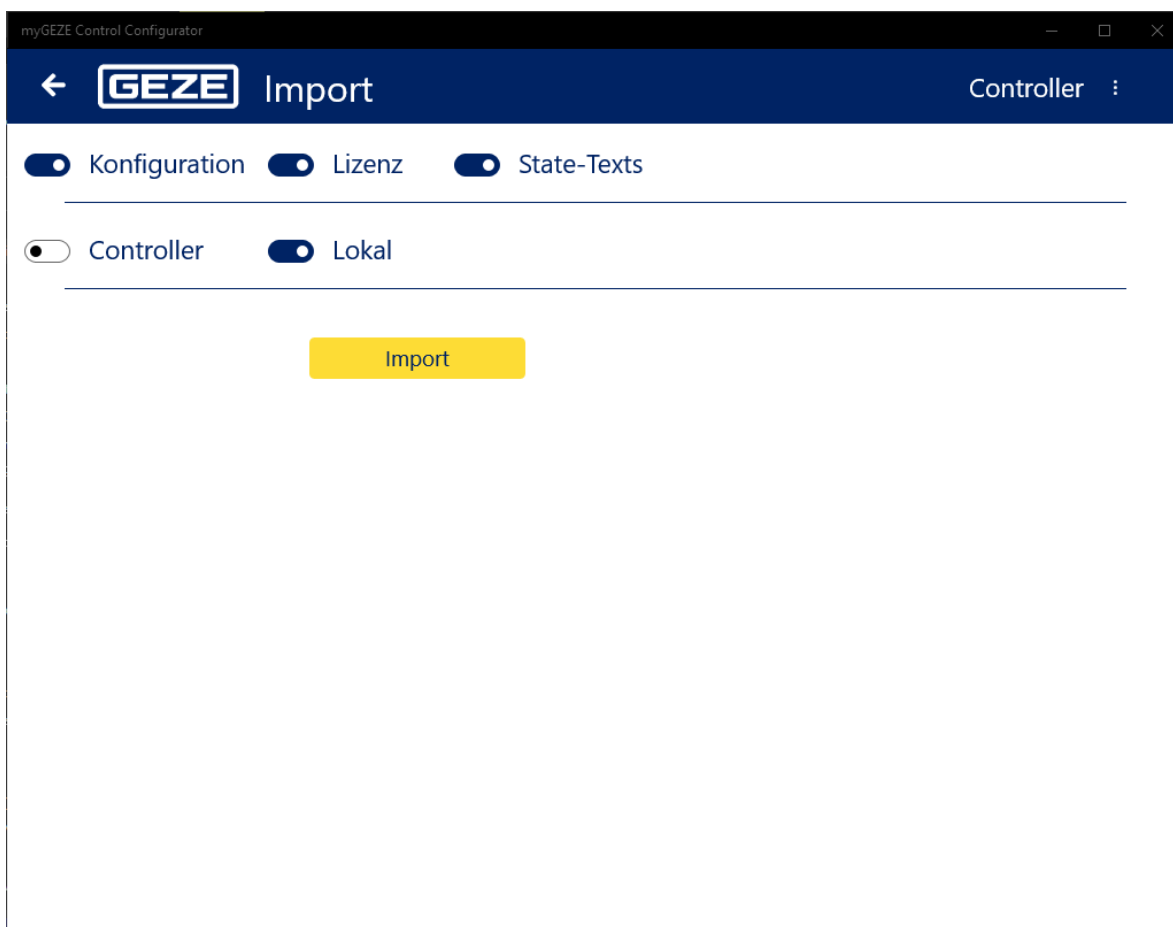 myGEZE Control Configurator
GEZE Import Controller
Konfiguration Lizenz State-Texts
Controller Lokal
Import